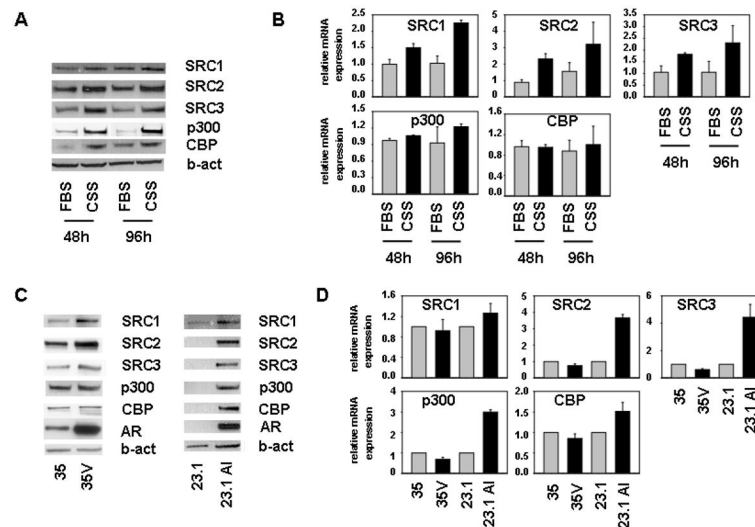 A
SRC1
SRC2
SRC3
p300
CBP
b-act
FBS CSS FBS CSS
48h 96h
B
relative mRNA expression
SRC1
2.5
2.0
1.5
1.0
0.5
0.0
SRC2
5
4
3
2
1
0
SRC3
3.5
3.0
2.5
2.0
1.5
1.0
0.5
0
FBS CSS FBS CSS
48h 96h
relative mRNA expression
p300
1.5
1.2
0.9
0.6
0.3
0.0
CBP
1.6
1.2
0.8
0.4
0.0
FBS CSS FBS CSS
48h 96h
FBS CSS FBS CSS
48h 96h
C
SRC1
SRC2
SRC3
p300
CBP
AR
b-act
35 35V
SRC1
SRC2
SRC3
p300
CBP
AR
b-act
23.1 23.1 AI
D
relative mRNA expression
SRC1
1.6
1.2
0.8
0.4
0.0
SRC2
5
4
3
2
1
0
SRC3
6
4
2
0
35 35V 23.1 23.1 AI
relative mRNA expression
p300
4
3
2
1
0
CBP
2.0
1.5
1.0
0.5
0.0
35 35V 23.1 23.1 AI
35 35V 23.1 23.1 AI